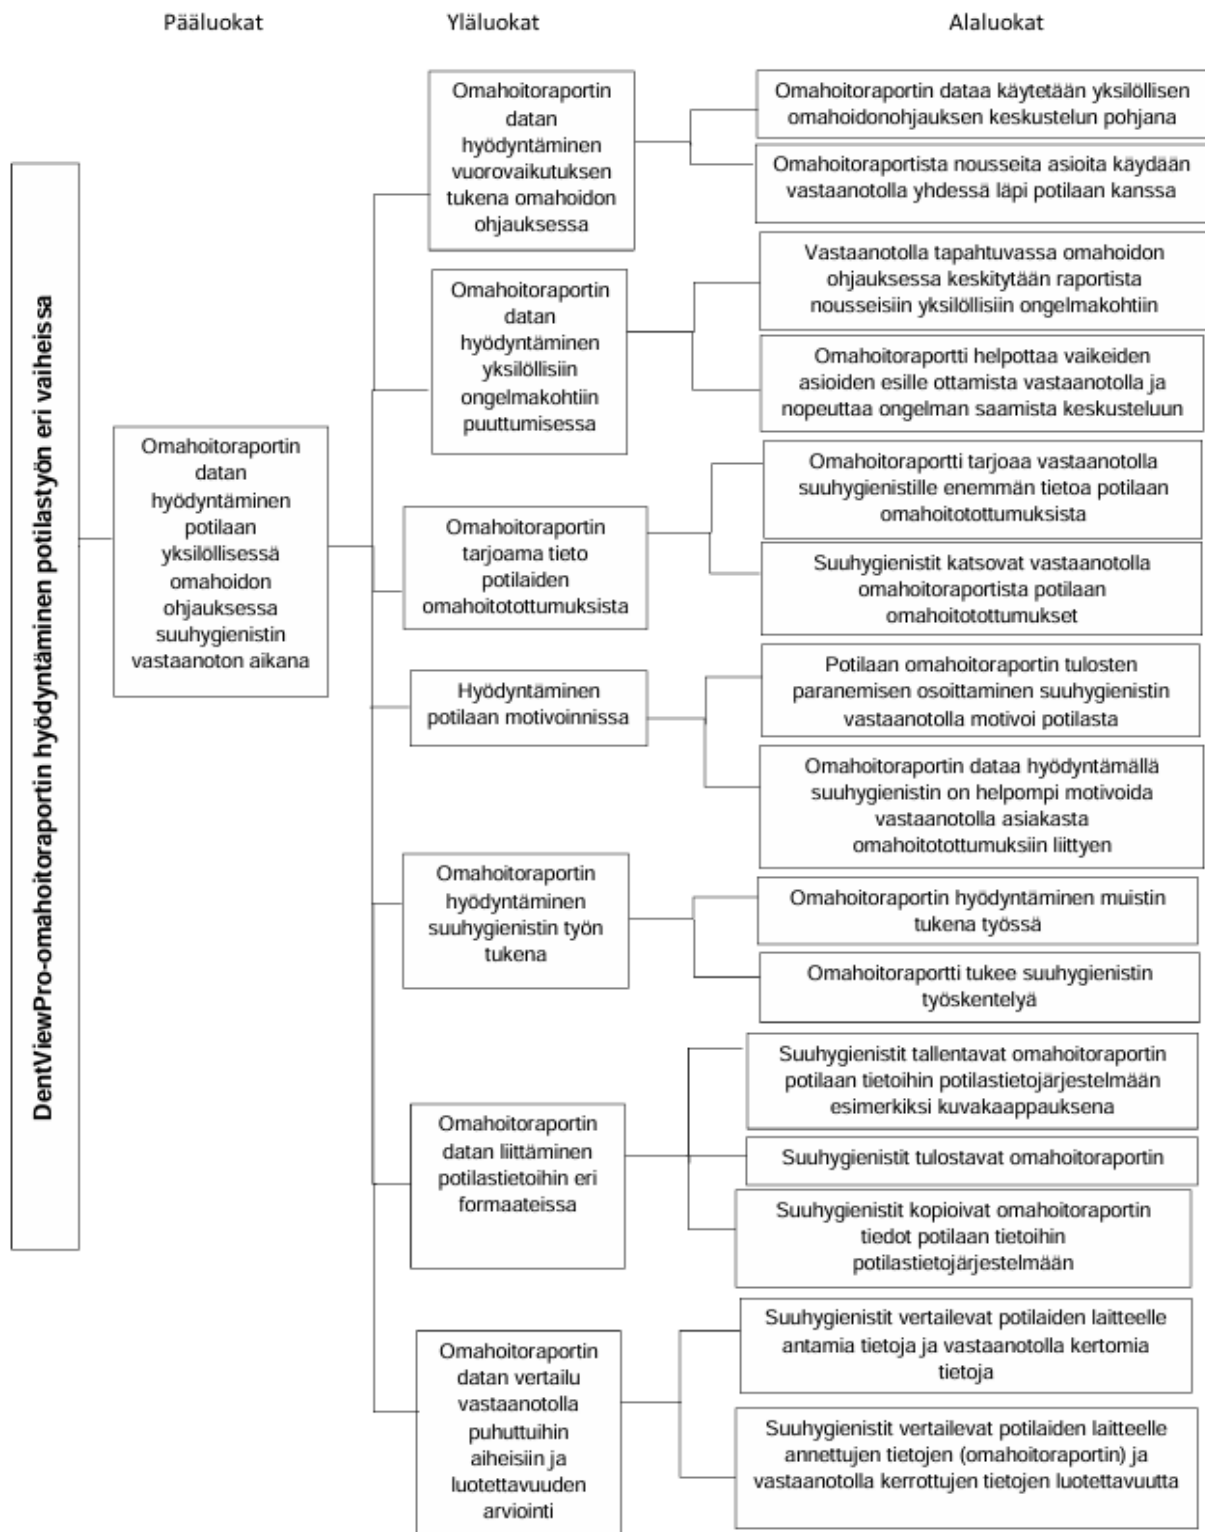 Pääluokat
Yläluokat
Alaluokat
DentViewPro-omahoitoraportin hyödyntäminen potilastyön eri vaiheissa
Omahoitoraportin
datan
hyödyntäminen
potilaan
yksilöllisessä
omahoidon
ohjauksessa
suuhygienistin
vastaanoton aikana
Omahoitoraportin
datan
hyödyntäminen
vuorovaikutuksen
tukena omahoidon
ohjauksessa
Omahoitoraportin dataa käytetään yksilöllisen
omahoidonohjauksen keskustelun pohjana
Omahoitoraportista nousseita asioita käydään
vastaanotolla yhdessä läpi potilaan kanssa
Omahoitoraportin
datan
hyödyntäminen
yksilöllisiin
ongelmakohtiin
puuttumisessa
Vastaanotolla tapahtuvassa omahoidon
ohjauksessa keskitytään raportista
nousseisiin yksilöllisiin ongelmakohtiin
Omahoitoraportti helpottaa vaikeiden
asioiden esille ottamista vastaanotolla ja
nopeuttaa ongelman saamista keskusteluun
Omahoitoraportin
tarjoama tieto
potilaiden
omahoitotottumuksista
Omahoitoraportti tarjoaa vastaanotolla
suuhygienistille enemmän tietoa potilaan
omahoitotottumuksista
Suuhygienistit katsovat vastaanotolla
omahoitoraportista potilaan
omahoitotottumukset
Hyödyntäminen
potilaan motivoinnissa
Potilaan omahoitoraportin tulosten
paranemisen osoittaminen suuhygienistin
vastaanotolla motivoi potilasta
Omahoitoraportin dataa hyödyntämällä
suuhygienistin on helpompi motivoida
vastaanotolla asiakasta
omahoitotottumuksiin liittyen
Omahoitoraportin
hyödyntäminen
suuhygienistin työn
tukena
Omahoitoraportin hyödyntäminen muistin
tukena työssä
Omahoitoraportti tukee suuhygienistin
työskentelyä
Omahoitoraportin
datan liittäminen
potilastietoihin eri
formaateissa
Suuhygienistit tallentavat omahoitoraportin
potilaan tietoihin potilastietojärjestelmään
esimerkiksi kuvakaappauksena
Suuhygienistit tulostavat omahoitoraportin
Suuhygienistit kopioivat omahoitoraportin
tiedot potilaan tietoihin
potilastietojärjestelmään
Omahoitoraportin
datan vertailu
vastaanotolla
puhuttuihin
aiheisiin ja
luotettavuuden
arviointi
Suuhygienistit vertailevat potilaiden laitteelle
antamia tietoja ja vastaanotolla kertomia
tietoja
Suuhygienistit vertailevat potilaiden laitteelle
annettujen tietojen (omahoitoraportin) ja
vastaanotolla kerrottujen tietojen luotettavuutta